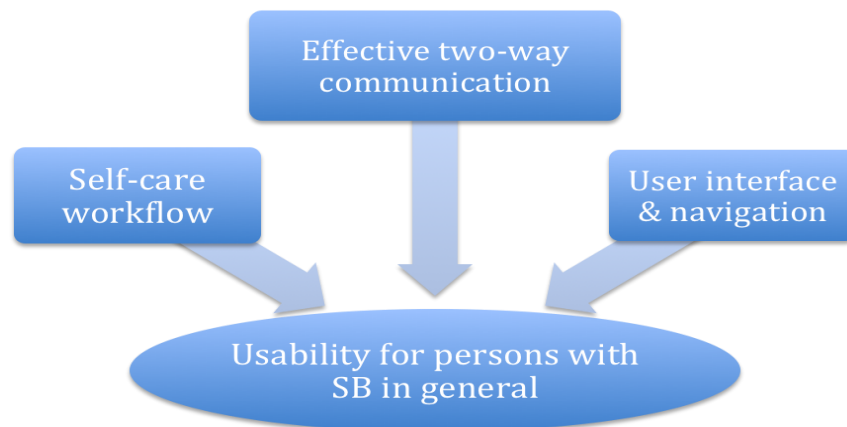 Effective two-way
communication
Self-care
workflow
User interface
& navigation
Usability for persons with
SB in general